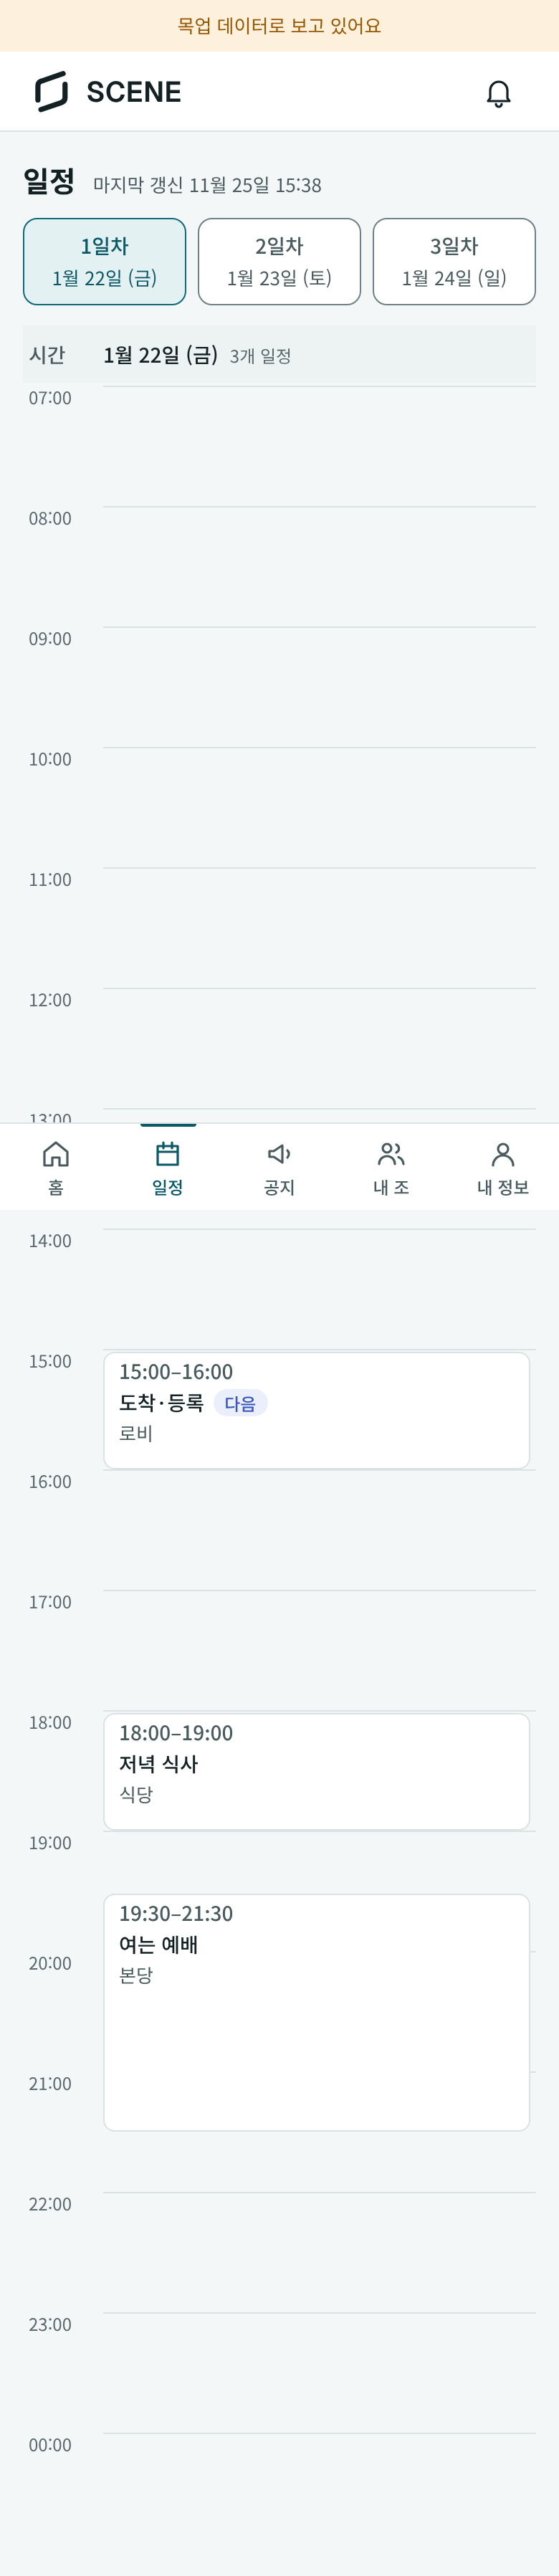 목업 데이터로 보고 있어요
SCENE
일정 마지막 갱신 11월 25일 15:38
1일차
1월 22일 (금)
2일차
1월 23일 (토)
3일차
1월 24일 (일)
시간 1월 22일 (금) 3개 일정
07:00
08:00
09:00
10:00
11:00
12:00
13:00
홈
일정
공지
내 조
내 정보
14:00
15:00
15:00–16:00
도착·등록 다음
로비
16:00
17:00
18:00
18:00–19:00
저녁 식사
식당
19:00
19:30–21:30
여는 예배
본당
20:00
21:00
22:00
23:00
00:00